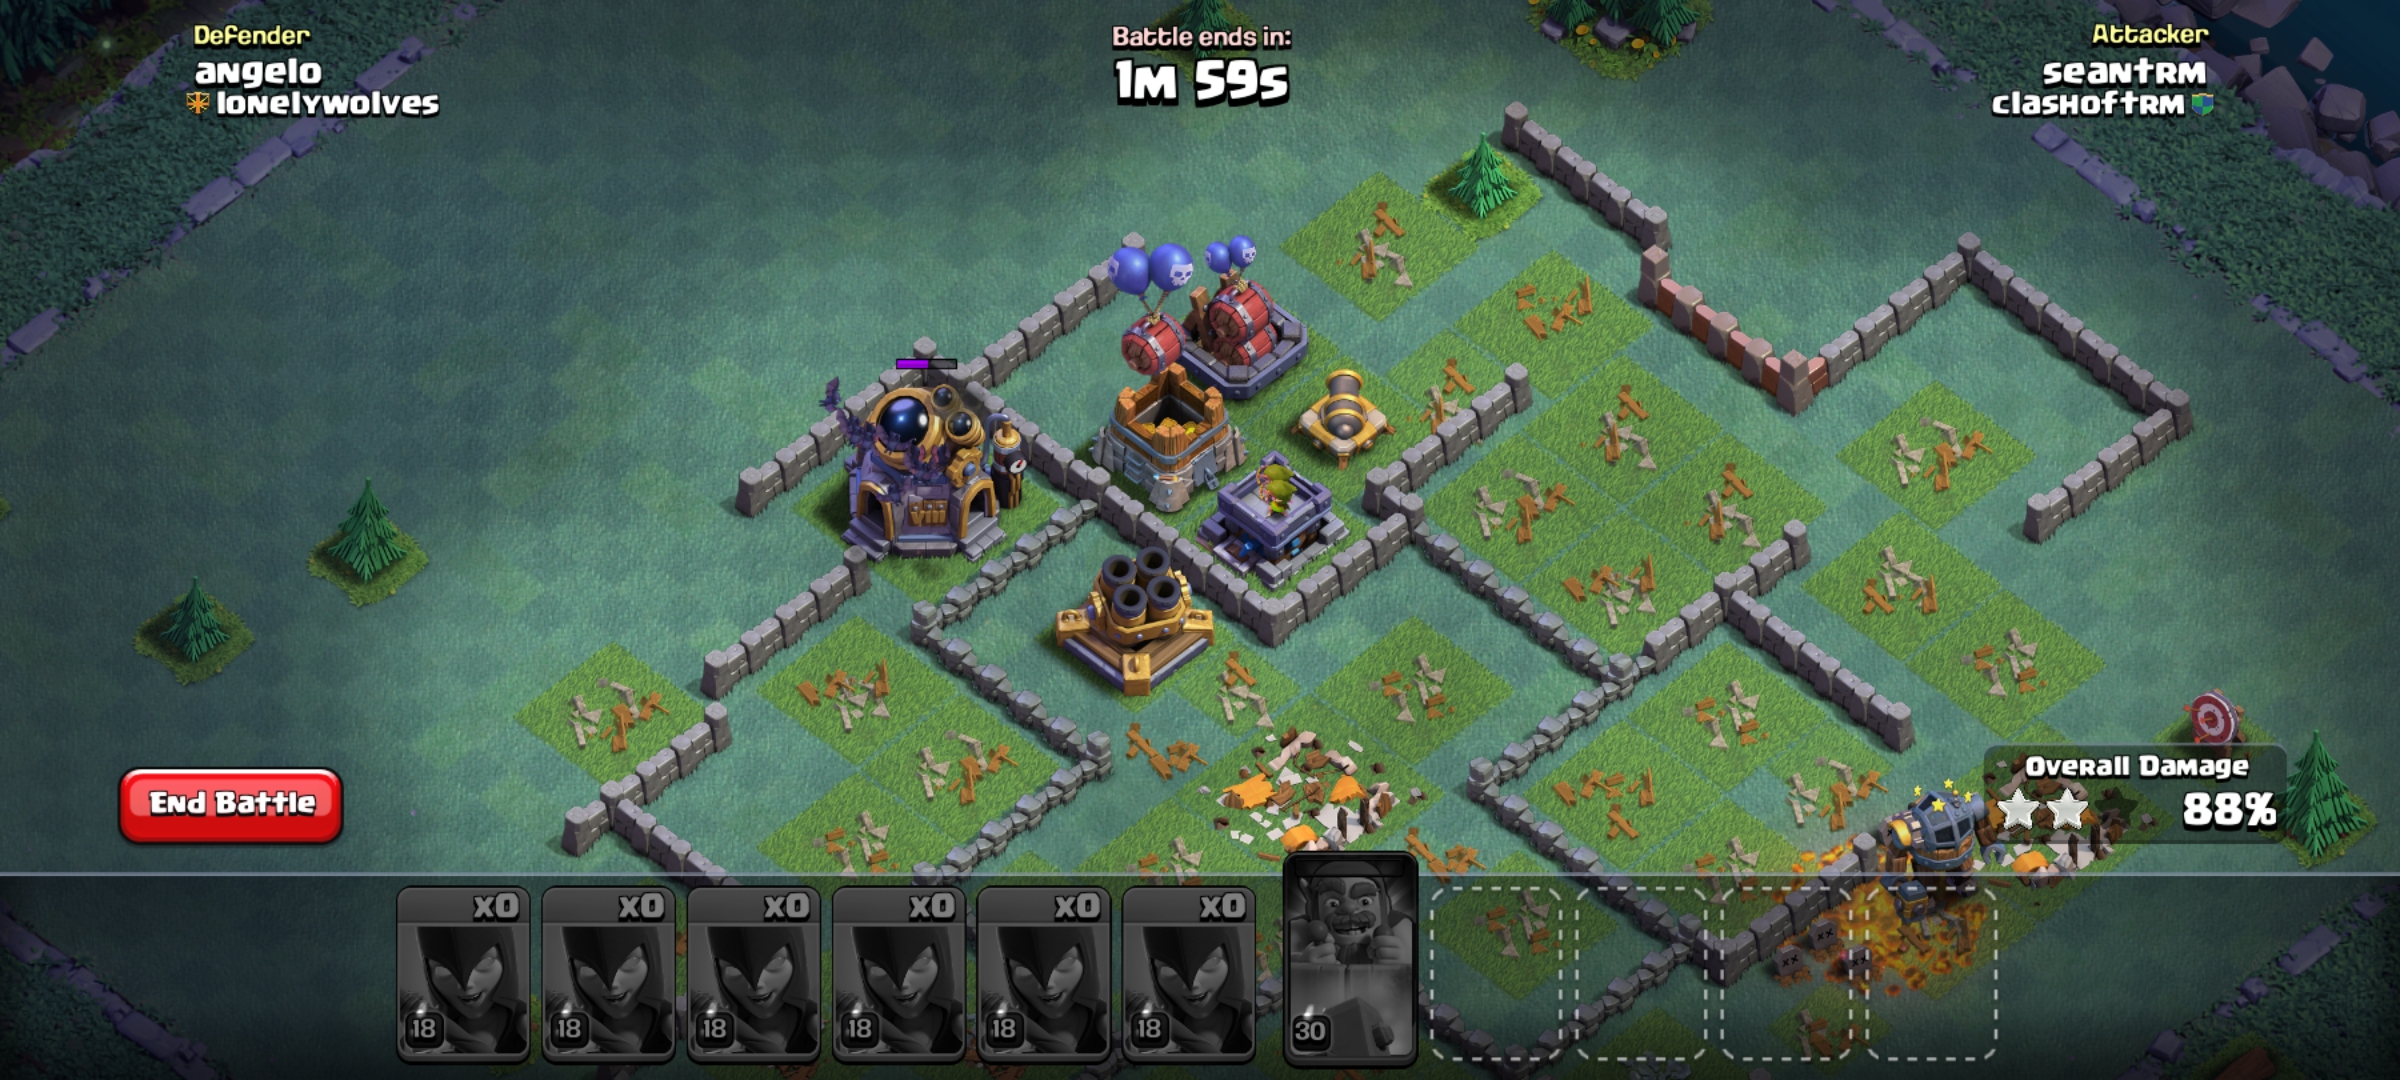 Defender
angelo
lonelywolves
Battle ends in:
1M 59s
Attacker
seantRM
clashoftRM
VIII
End Battle
Overall Damage
88%
x0 x0 x0 x0 x0 x0
18 18 18 18 18 18 30